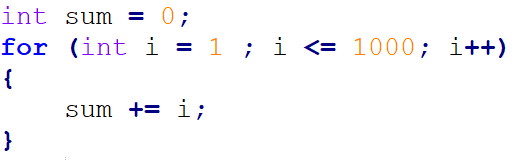 int sum = 0;
for (int i = 1 ; i <= 1000; i++)
{
    sum += i;
}